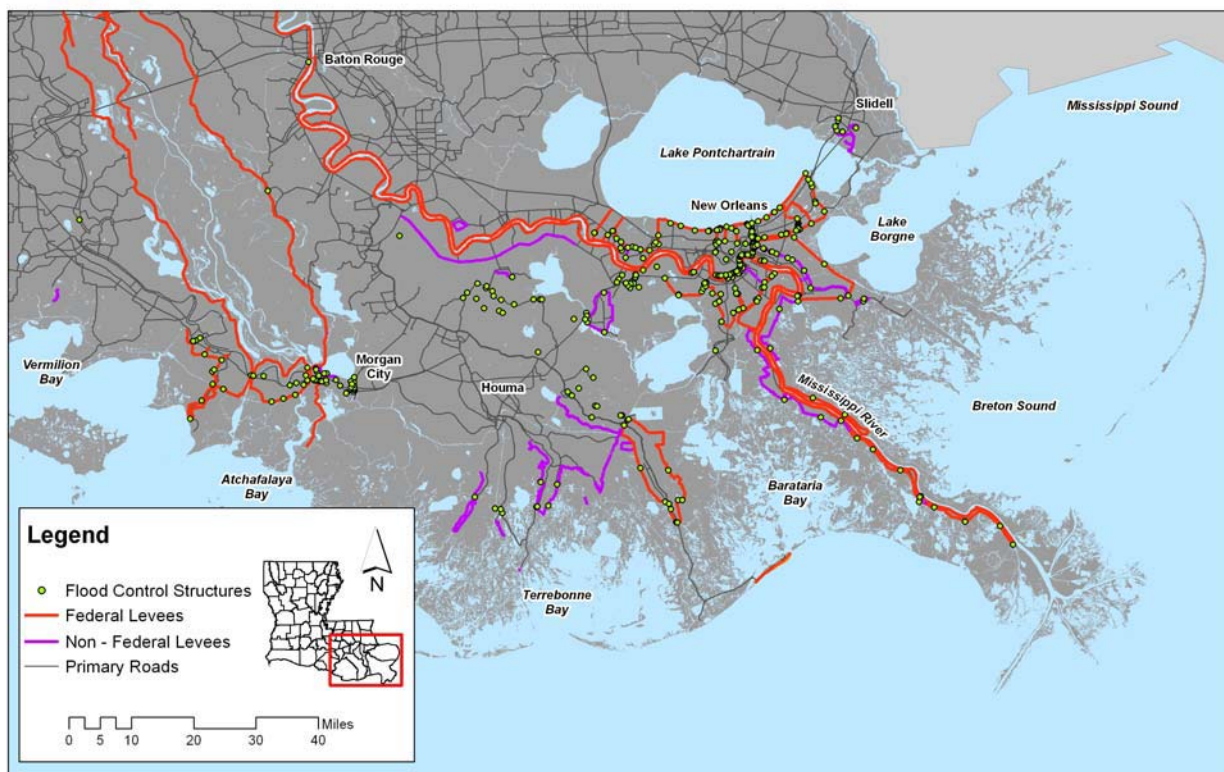 Baton Rouge
Slidell
Mississippi Sound
Lake Pontchartrain
New Orleans
Lake
Borgne
Vermilion
Bay
Morgan
City
Houma
Mississippi River
Breton Sound
Atchafalaya
Bay
Barataria
Bay
Terrebonne
Bay
Legend
Flood Control Structures
Federal Levees
Non - Federal Levees
Primary Roads
N
Miles
0 5 10 20 30 40